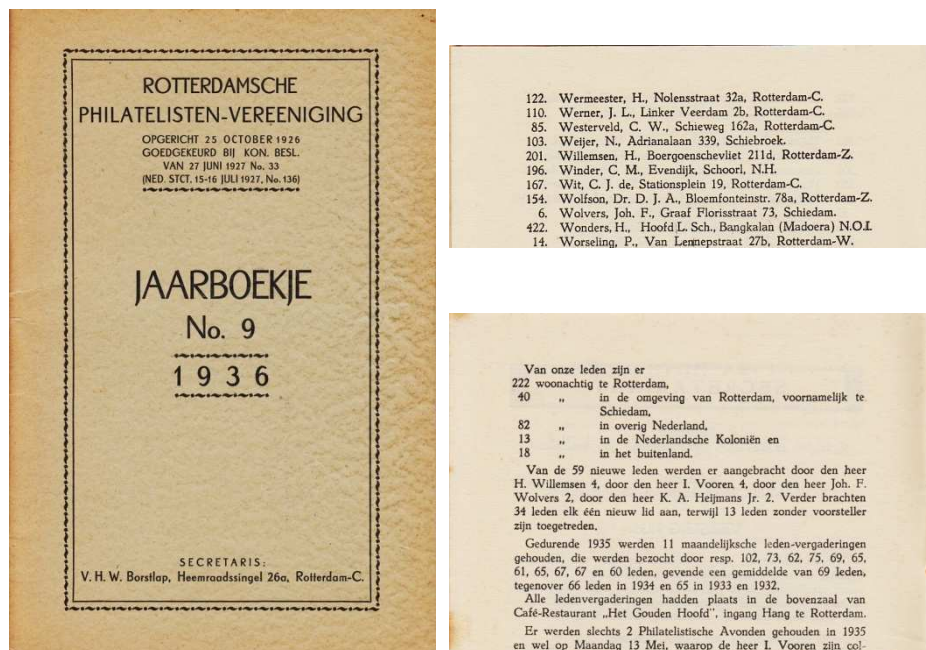 ROTTERDAMSCHE
PHILATELISTEN-VEREENIGING
OPGERICHT 25 OCTOBER 1926
GOEDGEKEURD BIJ KON. BESL.
VAN 27 JUNI 1927 No. 33
(NED. STCT. 15-16 JULI 1927, No. 136)
JAARBOEKJE
No. 9
1936
SECRETARIS:
V. H. W. Borstlap, Heemraadssingel 26a, Rotterdam-C.
122. Wermeester, H., Nolensstraat 32a, Rotterdam-C.
110. Werner, J. L., Linker Veerdam 2b, Rotterdam-C.
85. Westerveld, C. W., Schieweg 162a, Rotterdam-C.
103. Weijer, N., Adrianalaan 339, Schiebroek.
201. Willemsen, H., Boergoenschevliet 211d, Rotterdam-Z.
196. Winder, C. M., Evendijk, Schoorl, N.H.
167. Wit, C. J. de, Stationsplein 19, Rotterdam-C.
154. Wolfson, Dr. D. J. A., Bloemfonteinstr. 78a, Rotterdam-Z.
6. Wolvers, Joh. F., Graaf Florisstraat 73, Schiedam.
422. Wonders, H., Hoofd L. Sch., Bangkalan (Madoera) N.O.I.
14. Worseling, P., Van Lennepstraat 27b, Rotterdam-W.
Van onze leden zijn er
222 woonachtig te Rotterdam,
40 „ in de omgeving van Rotterdam, voornamelijk te
Schiedam,
82 „ in overig Nederland,
13 „ in de Nederlandsche Koloniën en
18 „ in het buitenland.
Van de 59 nieuwe leden werden er aangebracht door den heer
H. Willemsen 4, door den heer I. Vooren 4, door den heer Joh. F.
Wolvers 2, door den heer K. A. Heijmans Jr. 2. Verder brachten
34 leden elk één nieuw lid aan, terwijl 13 leden zonder voorsteller
zijn toegetreden.
Gedurende 1935 werden 11 maandelijksche leden-vergaderingen
gehouden, die werden bezocht door resp. 102, 73, 62, 75, 69, 65,
61, 65, 67, 67 en 60 leden, gevende een gemiddelde van 69 leden,
tegenover 66 leden in 1934 en 65 in 1933 en 1932.
Alle ledenvergaderingen hadden plaats in de bovenzaal van
Café-Restaurant „Het Gouden Hoofd", ingang Hang te Rotterdam.
Er werden slechts 2 Philatelistische Avonden gehouden in 1935
en wel op Maandag 13 Mei, waarop de heer I. Vooren zijn col-